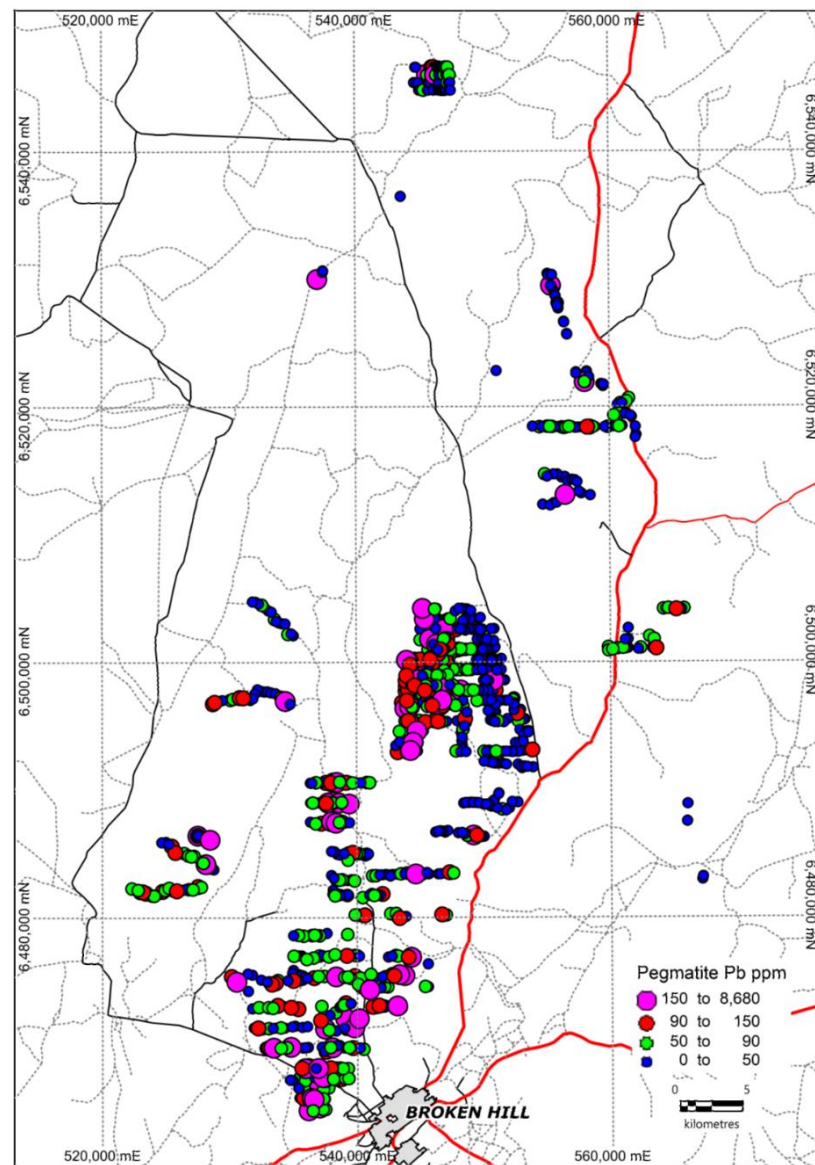 520,000 mE 540,000 mE 560,000 mE
6,540,000 mN 6,540,000 mN
6,520,000 mN 6,520,000 mN
6,500,000 mN 6,500,000 mN
6,480,000 mN 6,480,000 mN
Pegmatite Pb ppm
150 to 8,680
90 to 150
50 to 90
0 to 50
0 5
kilometres
BROKEN HILL
520,000 mE 540,000 mE 560,000 mE